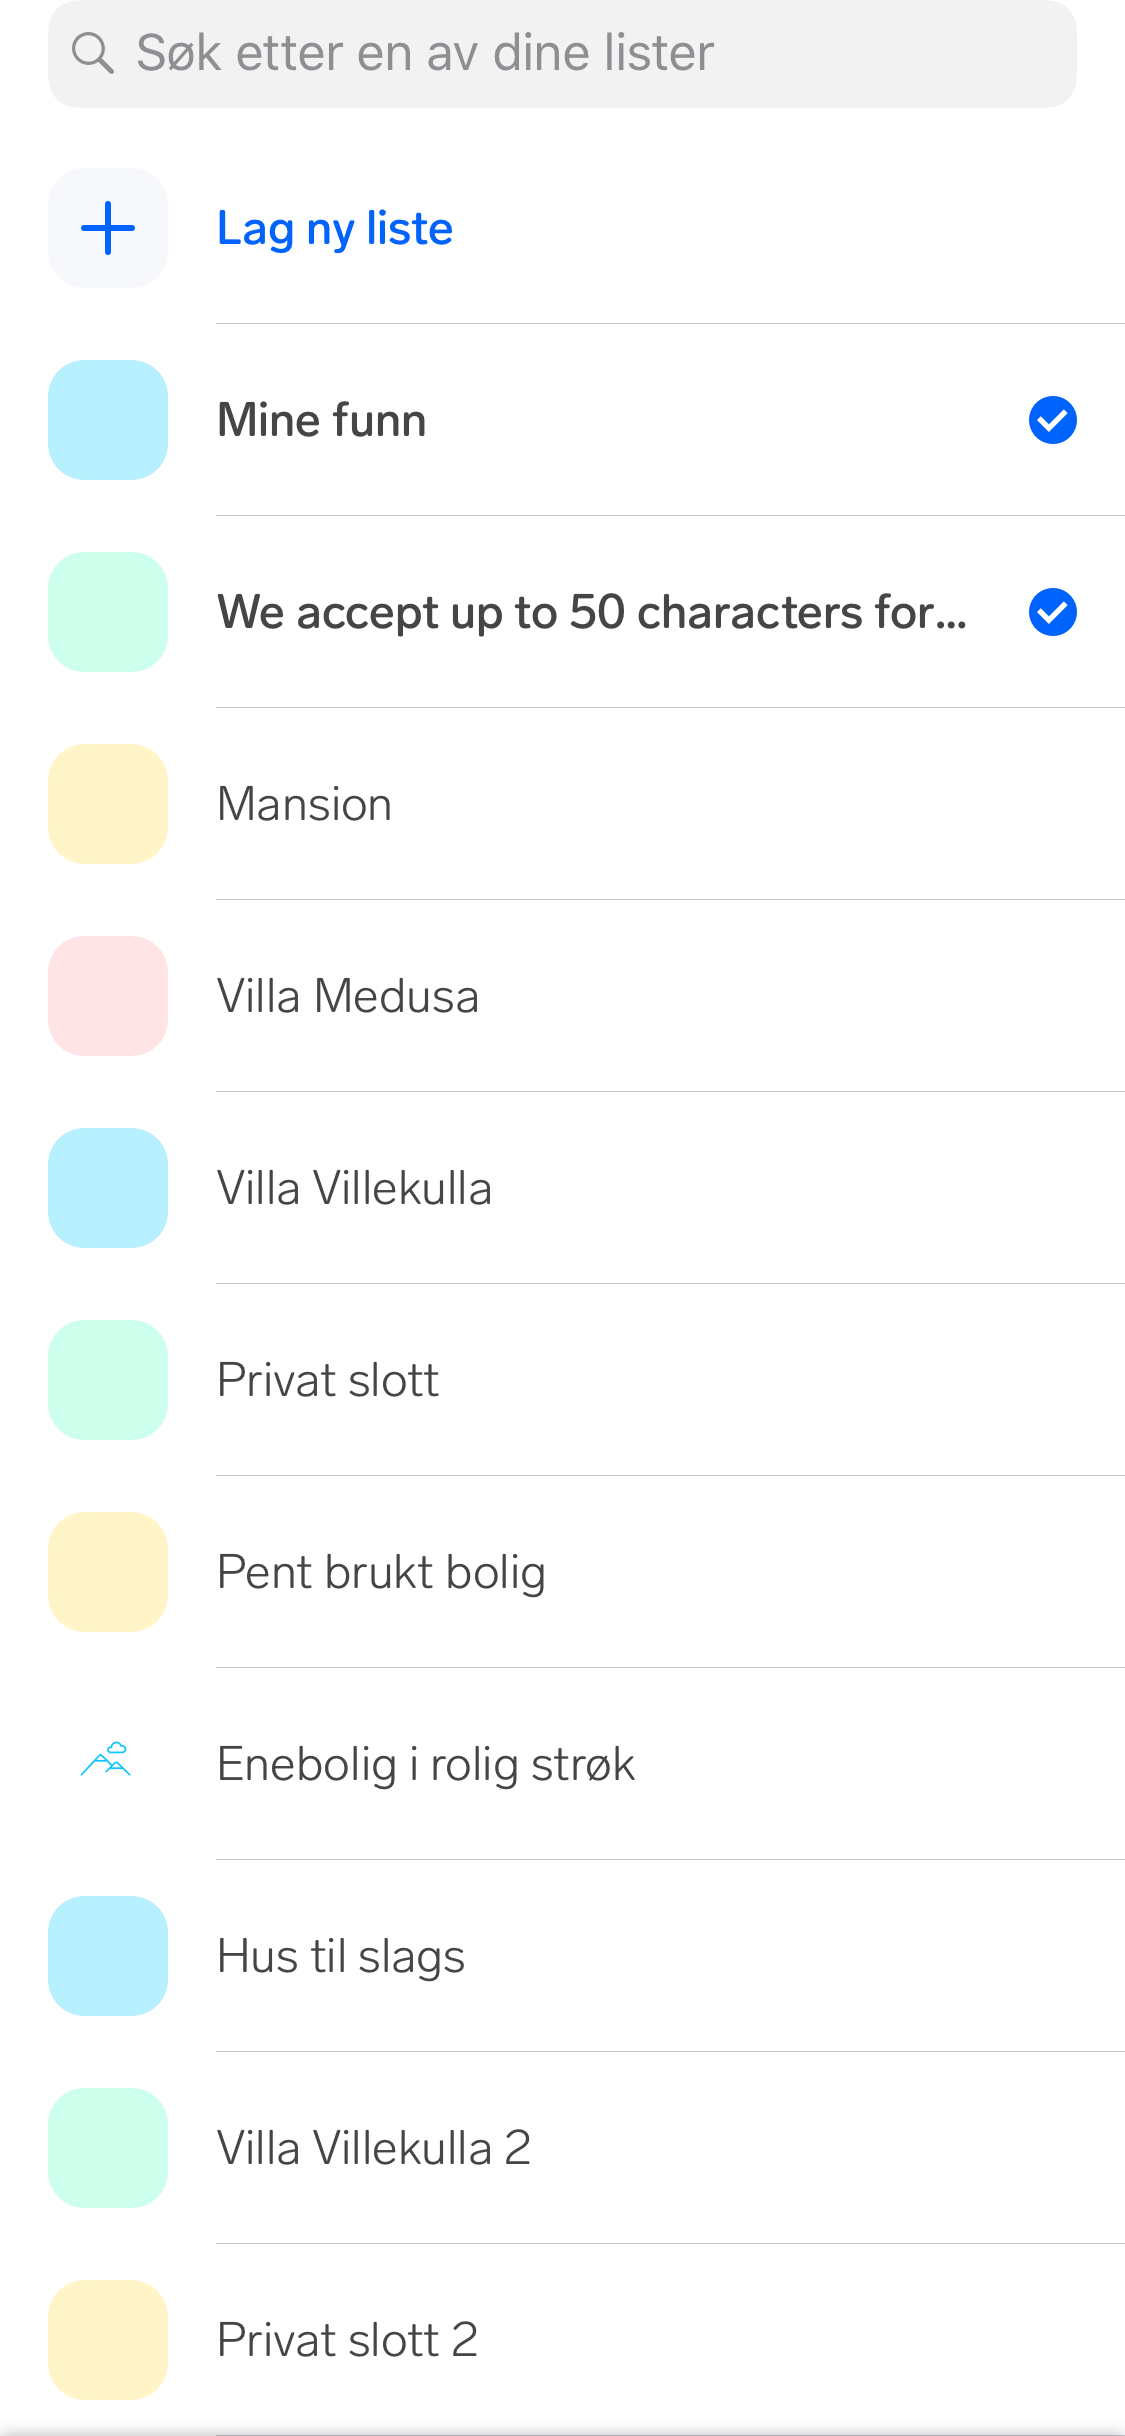 Søk etter en av dine lister
Lag ny liste
Mine funn
We accept up to 50 characters for...
Mansion
Villa Medusa
Villa Villekulla
Privat slott
Pent brukt bolig
Enebolig i rolig strøk
Hus til slags
Villa Villekulla 2
Privat slott 2